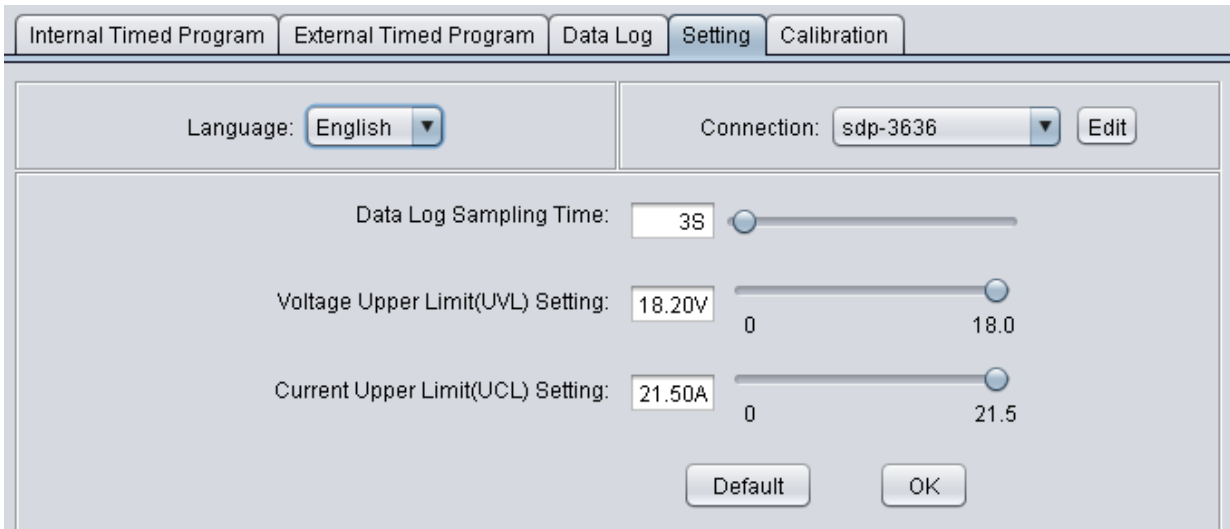 Internal Timed Program External Timed Program Data Log Setting Calibration
Language: English Connection: sdp-3636 Edit
Data Log Sampling Time: 3S
Voltage Upper Limit(UVL) Setting: 18.20V
0 18.0
Current Upper Limit(UCL) Setting: 21.50A
0 21.5
Default OK